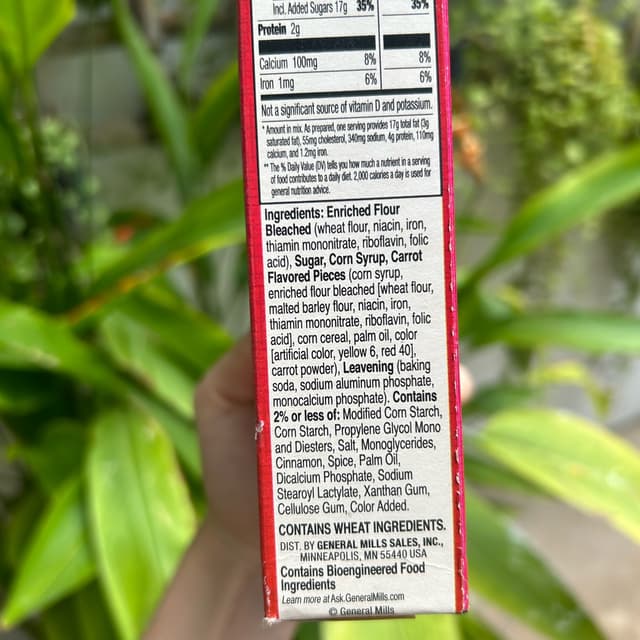 Incl. Added Sugars 17g 35% 35%
Protein 2g
Calcium 100mg 8% 8%
Iron 1mg 6% 6%
Not a significant source of vitamin D and potassium.
* Amount in mix. As prepared, one serving provides 17g total fat (3g
saturated fat), 55mg cholesterol, 340mg sodium, 4g protein, 110mg
calcium, and 1.2mg iron.
** The % Daily Value (DV) tells you how much a nutrient in a serving
of food contributes to a daily diet. 2,000 calories a day is used for
general nutrition advice.
Ingredients: Enriched Flour
Bleached (wheat flour, niacin, iron,
thiamin mononitrate, riboflavin, folic
acid), Sugar, Corn Syrup, Carrot
Flavored Pieces (corn syrup,
enriched flour bleached [wheat flour,
malted barley flour, niacin, iron,
thiamin mononitrate, riboflavin, folic
acid], corn cereal, palm oil, color
[artificial color, yellow 6, red 40],
carrot powder), Leavening (baking
soda, sodium aluminum phosphate,
monocalcium phosphate). Contains
2% or less of: Modified Corn Starch,
Corn Starch, Propylene Glycol Mono
and Diesters, Salt, Monoglycerides,
Cinnamon, Spice, Palm Oil,
Dicalcium Phosphate, Sodium
Stearoyl Lactylate, Xanthan Gum,
Cellulose Gum, Color Added.
CONTAINS WHEAT INGREDIENTS.
DIST. BY GENERAL MILLS SALES, INC.,
MINNEAPOLIS, MN 55440 USA
Contains Bioengineered Food
Ingredients
Learn more at Ask.GeneralMills.com
© General Mills